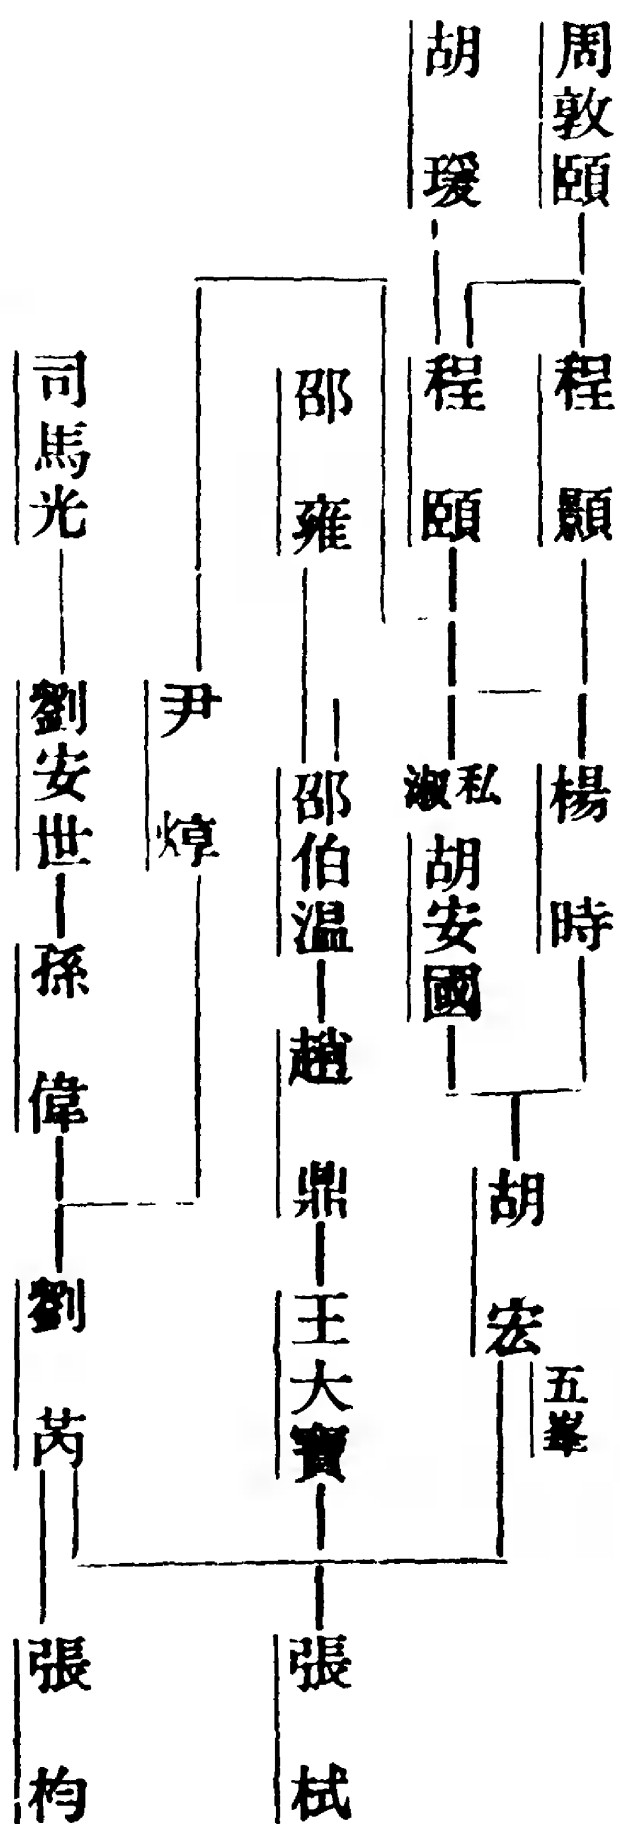 周敦頤
胡瑗
程顥
程頤
邵雍
司馬光
楊時
私淑
胡安國
邵伯温
尹焞
劉安世
孫偉
趙鼎
胡宏
五峯
王大寶
劉芮
張栻
張枃